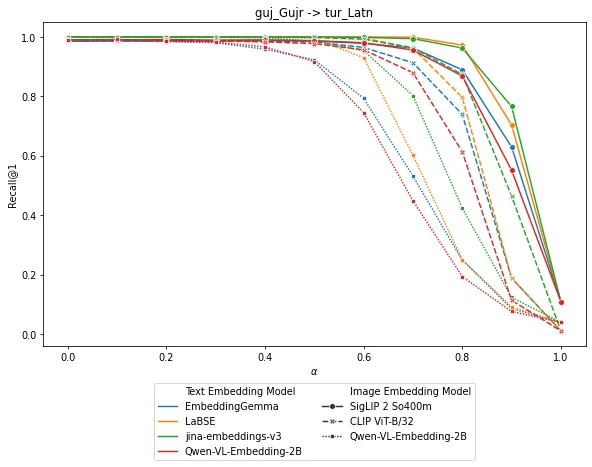 guj_Gujr -> tur_Latn
1.0
0.8
0.6
0.4
0.2
0.0
Recall@1
0.0 0.2 0.4 0.6 0.8 1.0
α
Text Embedding Model Image Embedding Model
EmbeddingGemma SigLIP 2 So400m
LaBSE CLIP ViT-B/32
jina-embeddings-v3 Qwen-VL-Embedding-2B
Qwen-VL-Embedding-2B